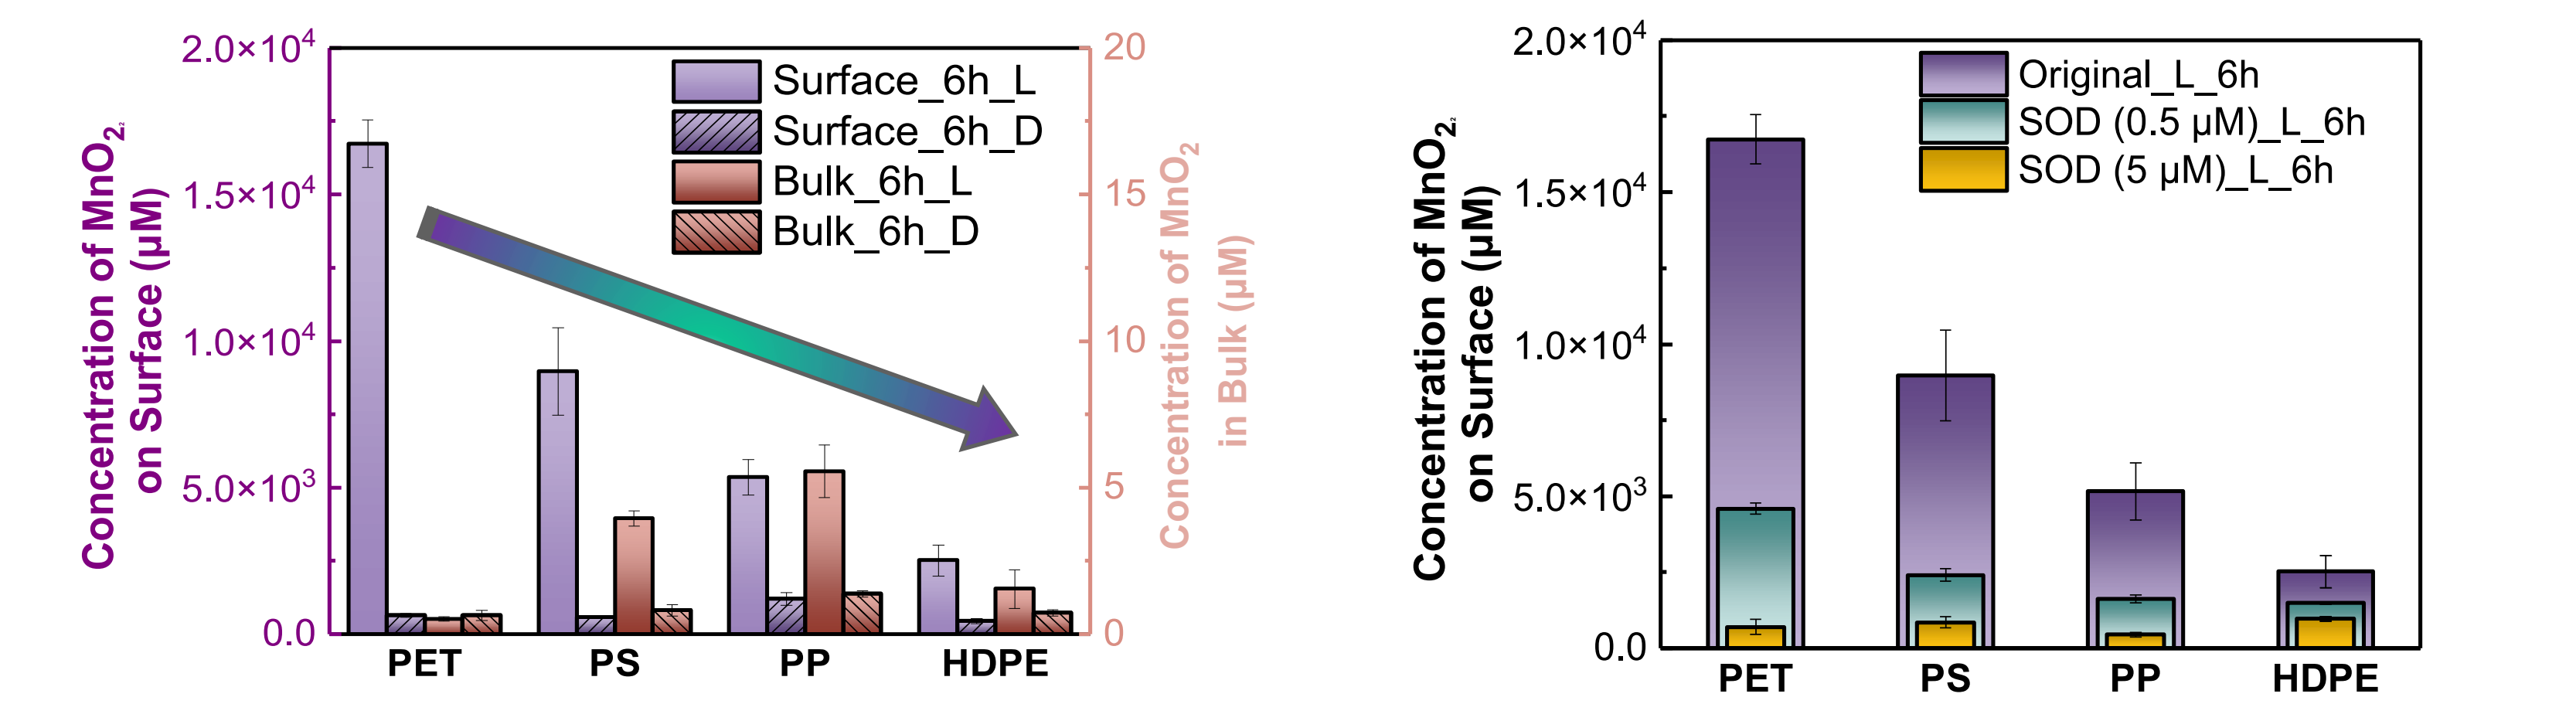 Concentration of MnO₂
on Surface (μM)
2.0×10⁴
1.5×10⁴
1.0×10⁴
5.0×10³
0.0
Surface_6h_L
Surface_6h_D
Bulk_6h_L
Bulk_6h_D
PET PS PP HDPE
20
15
10
5
0
Concentration of MnO₂
in Bulk (μM)
Concentration of MnO₂
on Surface (μM)
2.0×10⁴
1.5×10⁴
1.0×10⁴
5.0×10³
0.0
Original_L_6h
SOD (0.5 μM)_L_6h
SOD (5 μM)_L_6h
PET PS PP HDPE